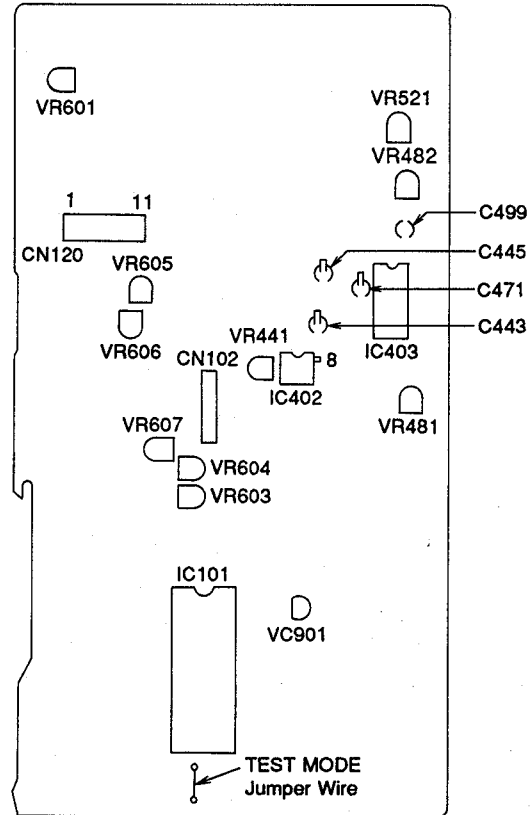 VR601
VR521
VR482
1 11
C499
CN120
C445
VR605
C471
VR606
VR441
C443
CN102
8
IC403
IC402
VR607
VR481
VR604
VR603
IC101
VC901
TEST MODE
Jumper Wire